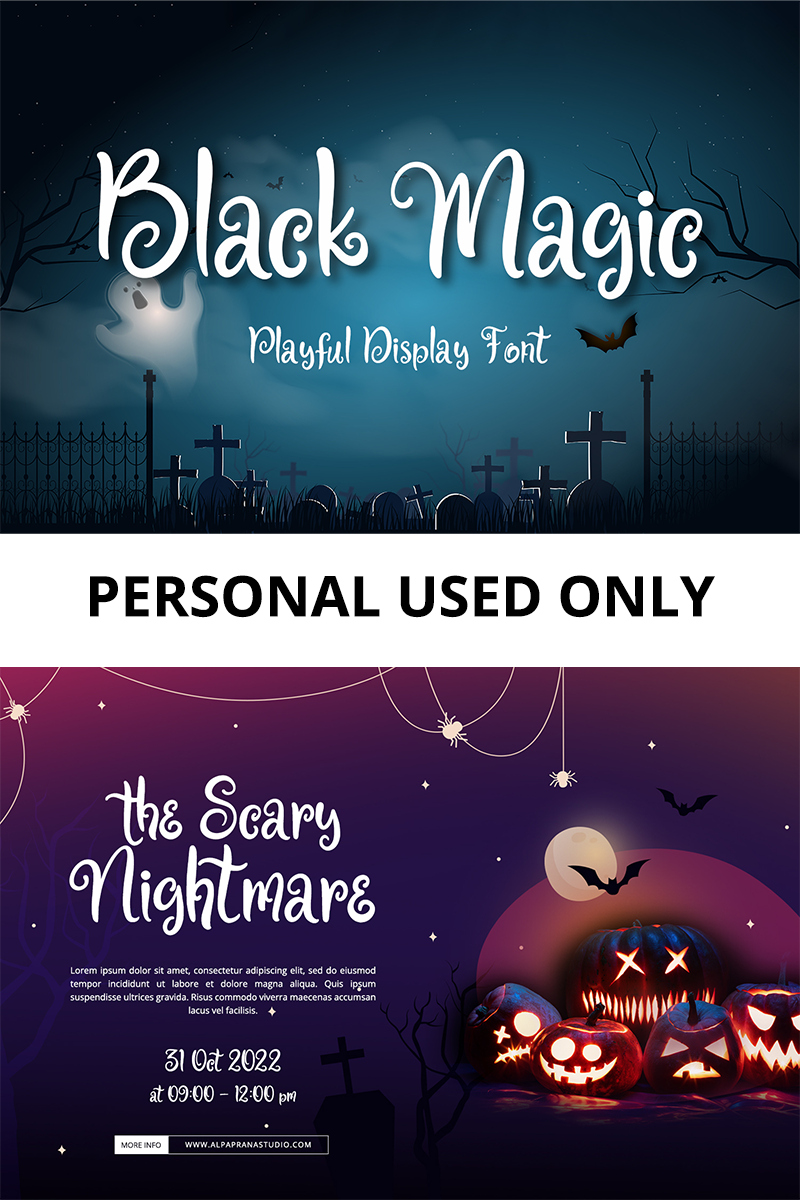 Black Magic
Playful Display Font
PERSONAL USED ONLY
the Scary
Nightmare
Lorem ipsum dolor sit amet, consectetur adipiscing elit, sed do eiusmod
tempor incididunt ut labore et dolore magna aliqua. Quis ipsum
suspendisse ultrices gravida. Risus commodo viverra maecenas accumsan
lacus vel facilisis.
31 Oct 2022
at 09:00 - 12:00 pm
MORE INFO WWW.ALPAPRANASTUDIO.COM